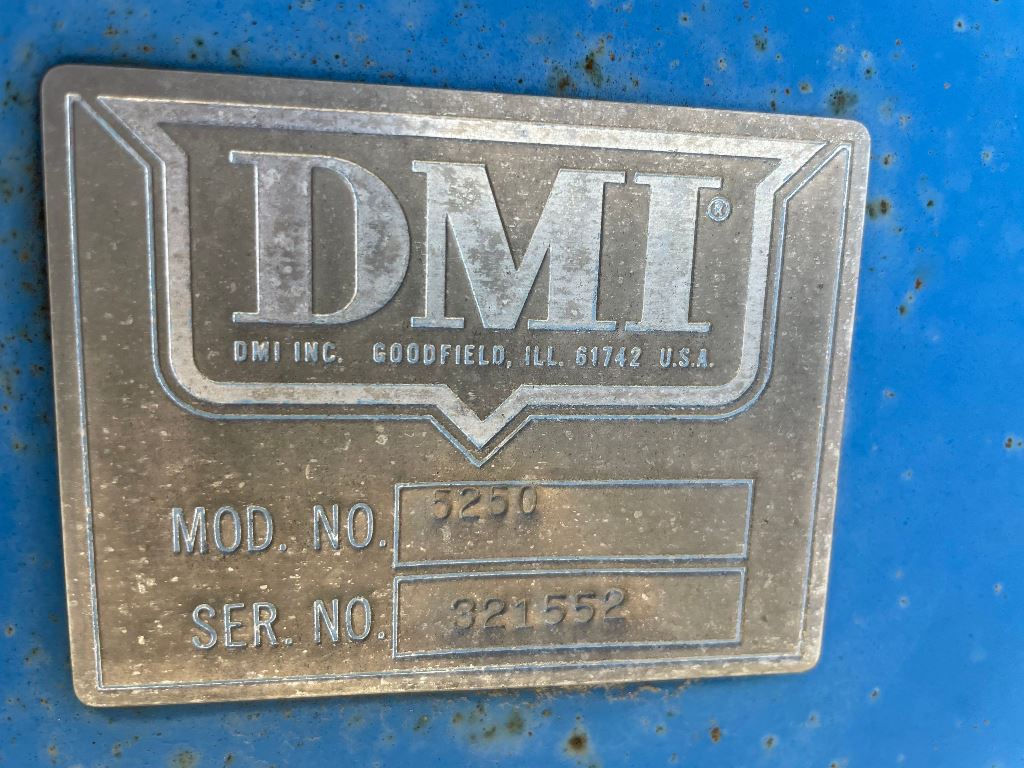 DMI®
DMI INC. GOODFIELD, ILL. 61742 U.S.A.
MOD. NO. 5250
SER. NO. 321552